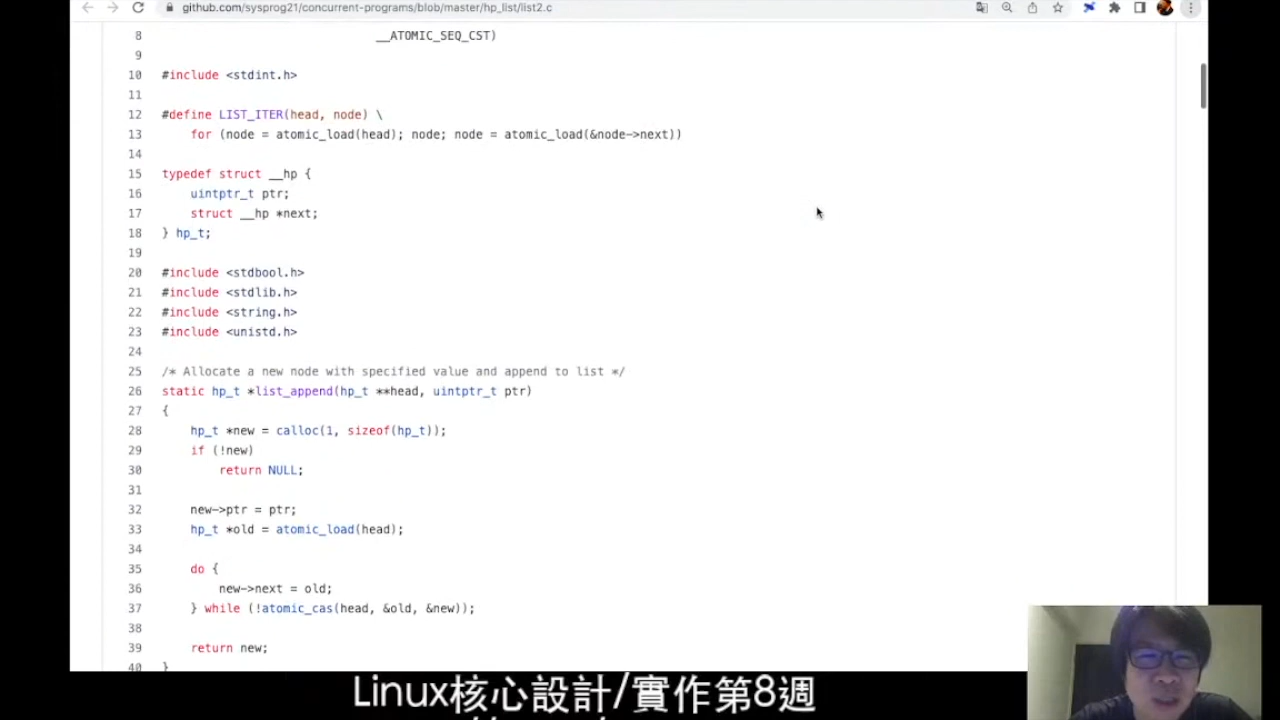 github.com/sysprog21/concurrent-programs/blob/master/hp_list/list2.c
8 __ATOMIC_SEQ_CST)
9
10 #include <stdint.h>
11
12 #define LIST_ITER(head, node) \
13 for (node = atomic_load(head); node; node = atomic_load(&node->next))
14
15 typedef struct __hp {
16 uintptr_t ptr;
17 struct __hp *next;
18 } hp_t;
19
20 #include <stdbool.h>
21 #include <stdlib.h>
22 #include <string.h>
23 #include <unistd.h>
24
25 /* Allocate a new node with specified value and append to list */
26 static hp_t *list_append(hp_t **head, uintptr_t ptr)
27 {
28 hp_t *new = calloc(1, sizeof(hp_t));
29 if (!new)
30 return NULL;
31
32 new->ptr = ptr;
33 hp_t *old = atomic_load(head);
34
35 do {
36 new->next = old;
37 } while (!atomic_cas(head, &old, &new));
38
39 return new;
40 }
Linux核心設計/實作第8週